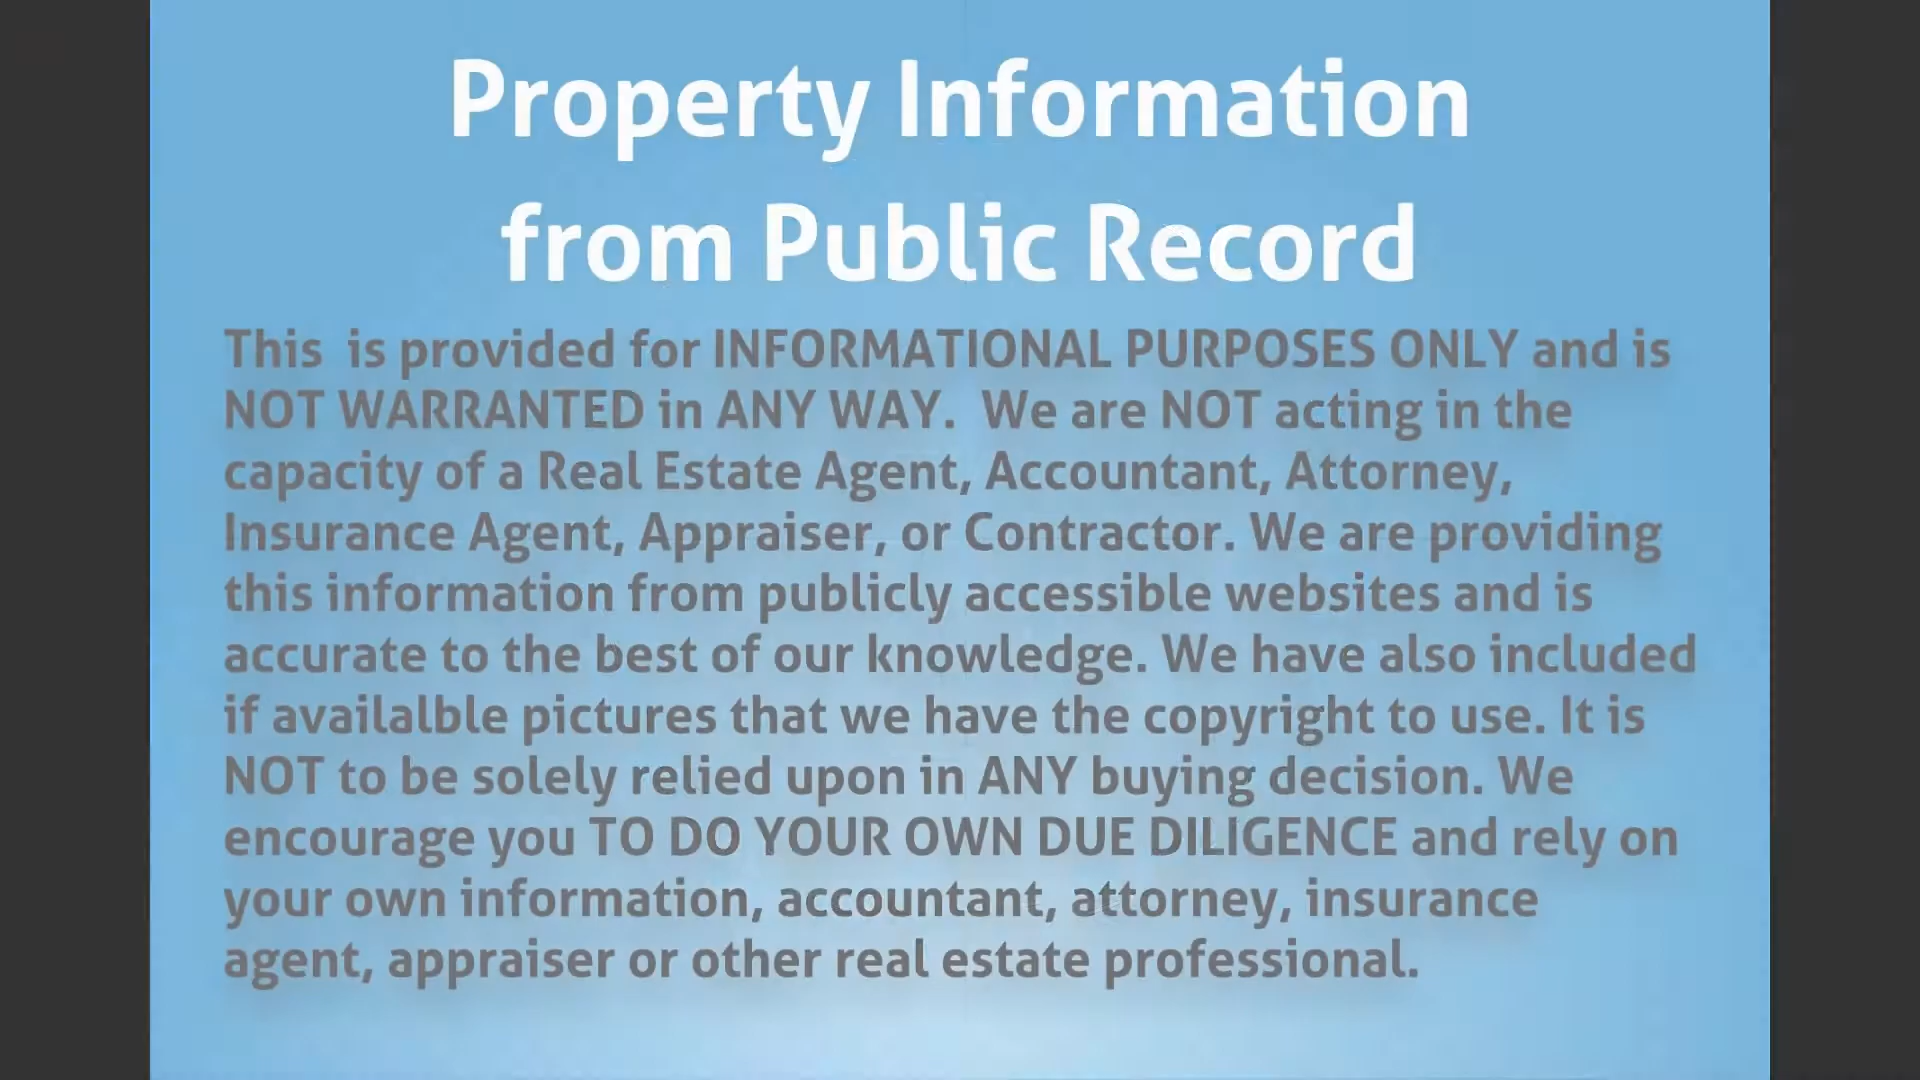 Property Information
from Public Record
This  is provided for INFORMATIONAL PURPOSES ONLY and is
NOT WARRANTED in ANY WAY.  We are NOT acting in the
capacity of a Real Estate Agent, Accountant, Attorney,
Insurance Agent, Appraiser, or Contractor. We are providing
this information from publicly accessible websites and is
accurate to the best of our knowledge. We have also included
if availalble pictures that we have the copyright to use. It is
NOT to be solely relied upon in ANY buying decision. We
encourage you TO DO YOUR OWN DUE DILIGENCE and rely on
your own information, accountant, attorney, insurance
agent, appraiser or other real estate professional.